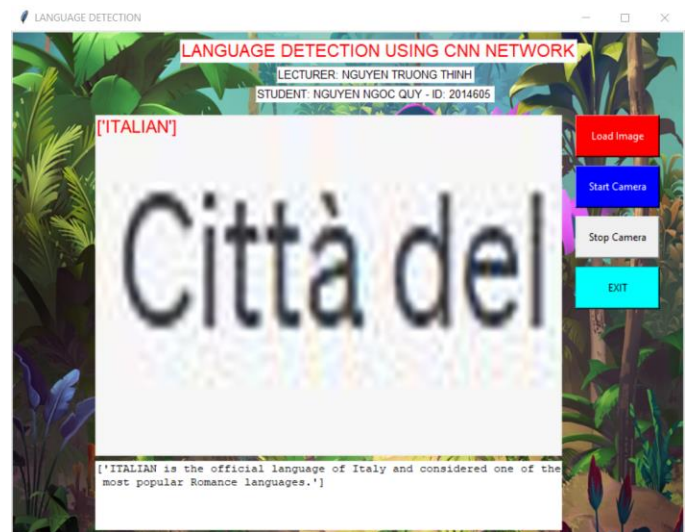 LANGUAGE DETECTION
LANGUAGE DETECTION USING CNN NETWORK
LECTURER: NGUYEN TRUONG THINH
STUDENT: NGUYEN NGOC QUY - ID: 2014605
['ITALIAN']
Città del
Load Image
Start Camera
Stop Camera
EXIT
['ITALIAN is the official language of Italy and considered one of the
most popular Romance languages.']